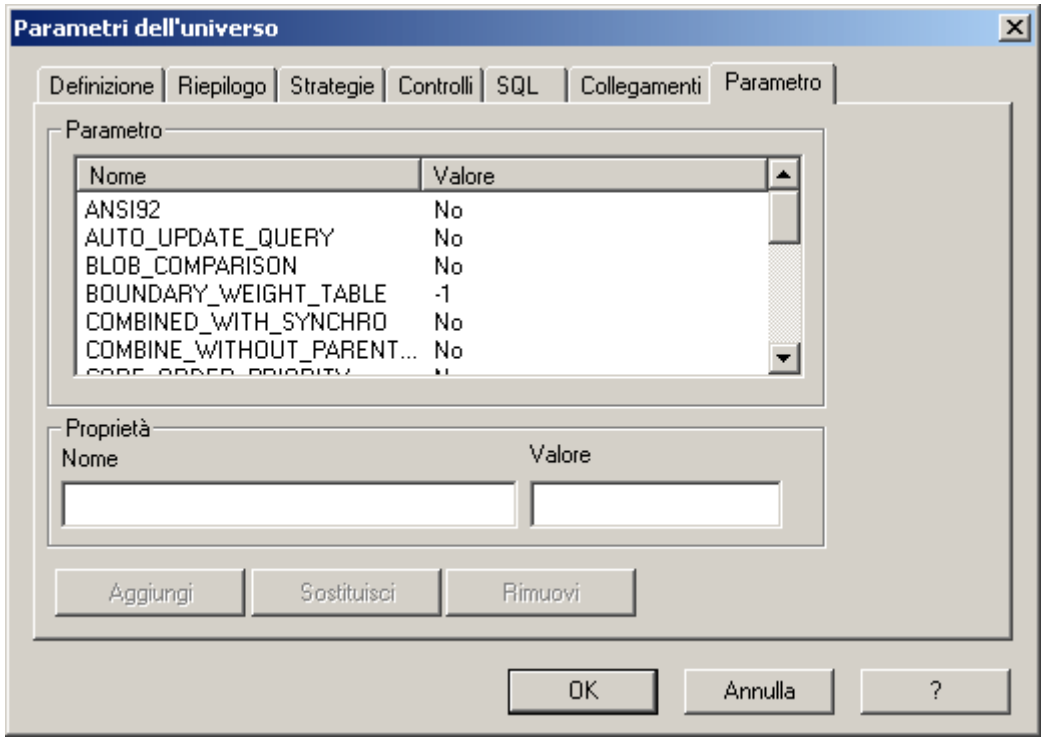 Parametri dell'universo
Definizione Riepilogo Strategie Controlli SQL Collegamenti Parametro
Parametro
Nome Valore
ANSI92 No
AUTO_UPDATE_QUERY No
BLOB_COMPARISON No
BOUNDARY_WEIGHT_TABLE -1
COMBINED_WITH_SYNCHRO No
COMBINE_WITHOUT_PARENT... No
Proprietà
Nome Valore
Aggiungi Sostituisci Rimuovi
OK Annulla ?